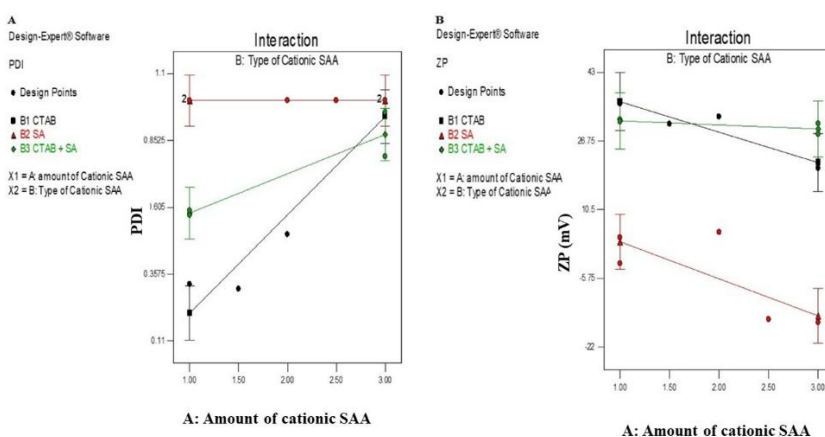 A
Design-Expert® Software
PDI
Design Points
B1 CTAB
B2 SA
B3 CTAB + SA
X1 = A: amount of Cationic SAA
X2 = B: Type of Cationic SAA
Interaction
B: Type of Cationic SAA
1.1
0.8525
0.605
0.3575
0.11
PDI
2
2
1.00
1.50
2.00
2.50
3.00
A: Amount of cationic SAA
B
Design-Expert® Software
ZP
Design Points
B1 CTAB
B2 SA
B3 CTAB + SA
X1 = A: amount of Cationic SAA
X2 = B: Type of Cationic SAA
Interaction
B: Type of Cationic SAA
43
26.75
10.5
-5.75
-22
ZP (mV)
1.00
1.50
2.00
2.50
3.00
A: Amount of cationic SAA